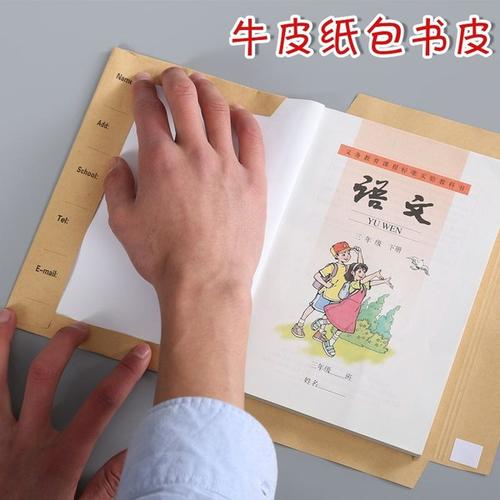 牛皮纸包书皮
Name:
Add:
School:
Tel:
E-mail:
义务教育课程标准实验教科书
语文
YU WEN
三年级 下册
三年级____班
姓名____